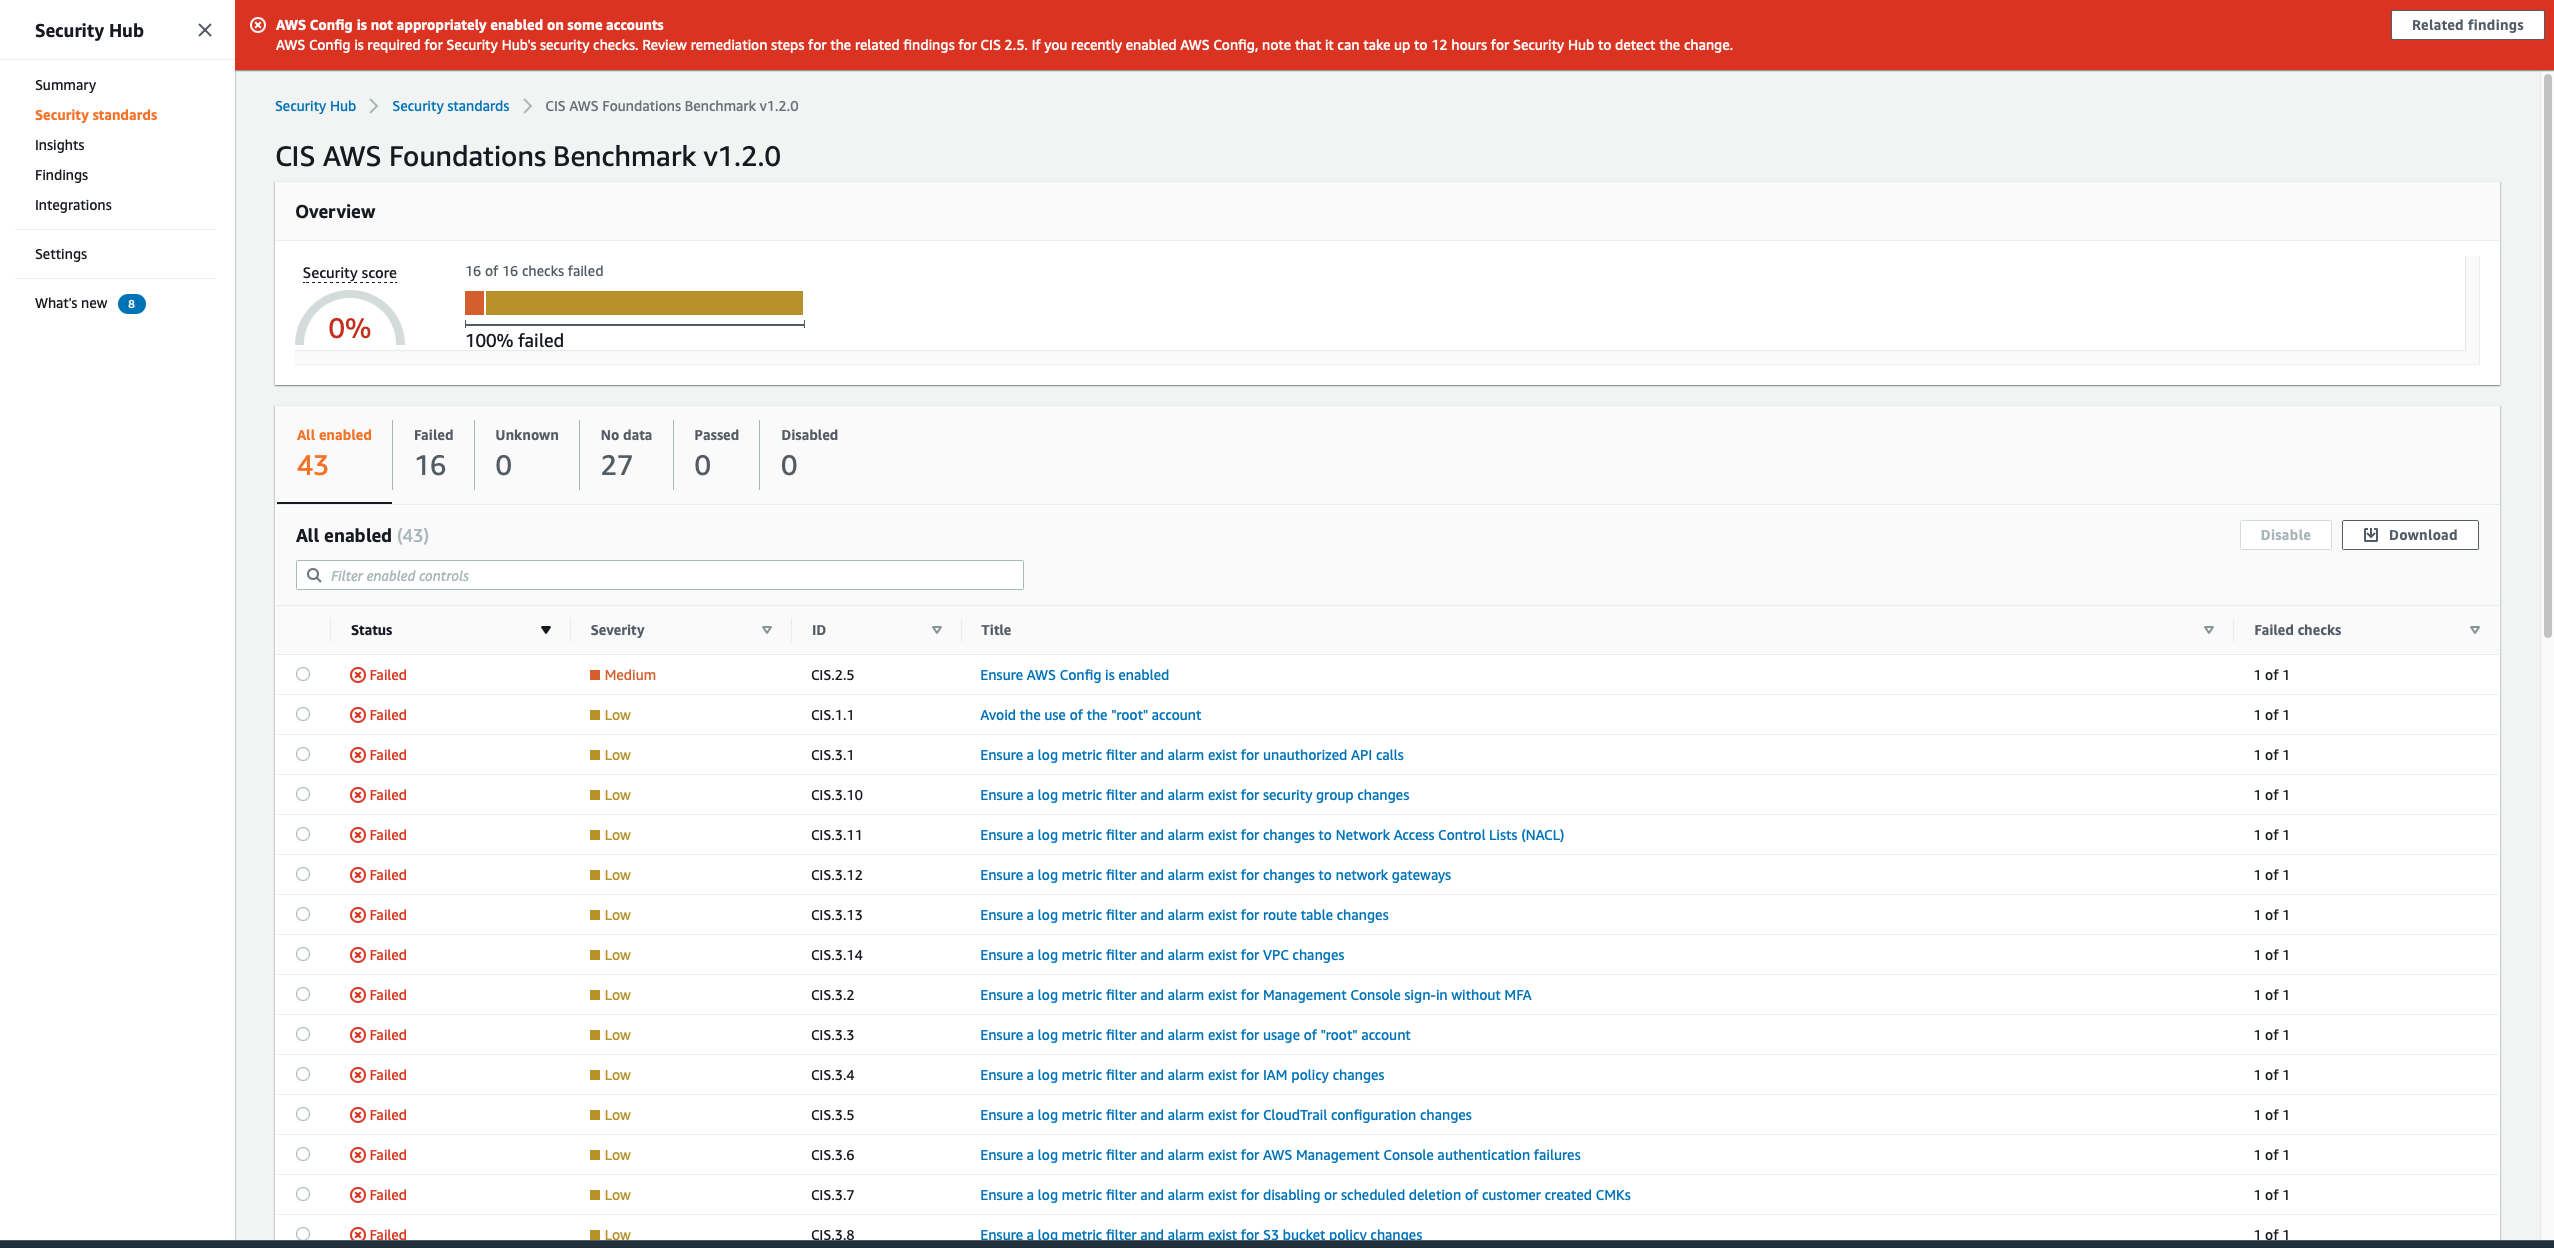 Security Hub
Summary
Security standards
Insights
Findings
Integrations
Settings
What's new 8
AWS Config is not appropriately enabled on some accounts
AWS Config is required for Security Hub's security checks. Review remediation steps for the related findings for CIS 2.5. If you recently enabled AWS Config, note that it can take up to 12 hours for Security Hub to detect the change.
Related findings
Security Hub Security standards CIS AWS Foundations Benchmark v1.2.0
CIS AWS Foundations Benchmark v1.2.0
Overview
Security score
0%
16 of 16 checks failed
100% failed
All enabled Failed Unknown No data Passed Disabled
43 16 0 27 0 0
All enabled (43)
Disable Download
Filter enabled controls
Status Severity ID Title Failed checks
Failed Medium CIS.2.5 Ensure AWS Config is enabled 1 of 1
Failed Low CIS.1.1 Avoid the use of the "root" account 1 of 1
Failed Low CIS.3.1 Ensure a log metric filter and alarm exist for unauthorized API calls 1 of 1
Failed Low CIS.3.10 Ensure a log metric filter and alarm exist for security group changes 1 of 1
Failed Low CIS.3.11 Ensure a log metric filter and alarm exist for changes to Network Access Control Lists (NACL) 1 of 1
Failed Low CIS.3.12 Ensure a log metric filter and alarm exist for changes to network gateways 1 of 1
Failed Low CIS.3.13 Ensure a log metric filter and alarm exist for route table changes 1 of 1
Failed Low CIS.3.14 Ensure a log metric filter and alarm exist for VPC changes 1 of 1
Failed Low CIS.3.2 Ensure a log metric filter and alarm exist for Management Console sign-in without MFA 1 of 1
Failed Low CIS.3.3 Ensure a log metric filter and alarm exist for usage of "root" account 1 of 1
Failed Low CIS.3.4 Ensure a log metric filter and alarm exist for IAM policy changes 1 of 1
Failed Low CIS.3.5 Ensure a log metric filter and alarm exist for CloudTrail configuration changes 1 of 1
Failed Low CIS.3.6 Ensure a log metric filter and alarm exist for AWS Management Console authentication failures 1 of 1
Failed Low CIS.3.7 Ensure a log metric filter and alarm exist for disabling or scheduled deletion of customer created CMKs 1 of 1
Failed Low CIS.3.8 Ensure a log metric filter and alarm exist for S3 bucket policy changes 1 of 1